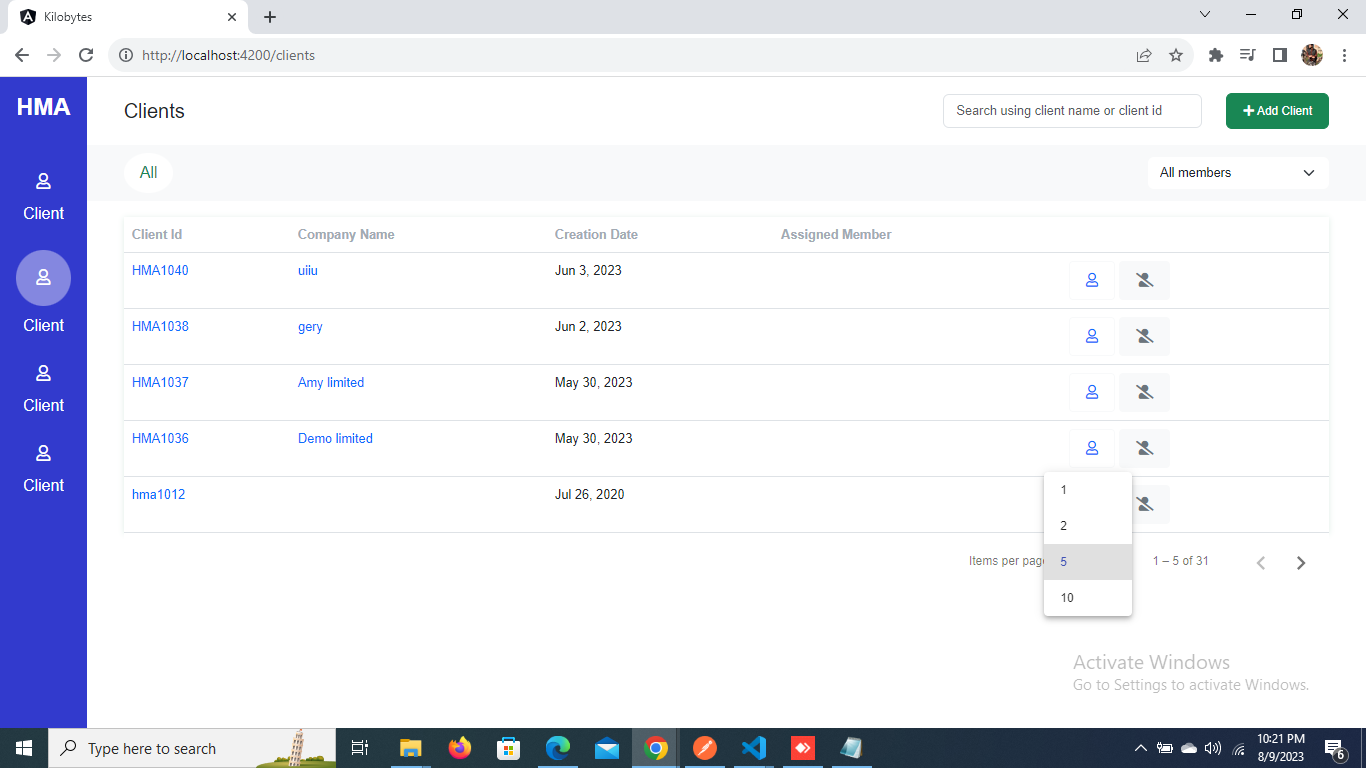 Kilobytes
http://localhost:4200/clients
HMA
Clients
Search using client name or client id
Add Client
All
All members
Client
Client
Client
Client
Client Id Company Name Creation Date Assigned Member
HMA1040 uiiu Jun 3, 2023
HMA1038 gery Jun 2, 2023
HMA1037 Amy limited May 30, 2023
HMA1036 Demo limited May 30, 2023
hma1012 Jul 26, 2020
Items per page
1
2
5
10
1 – 5 of 31
Activate Windows
Go to Settings to activate Windows.
Type here to search
10:21 PM
8/9/2023
6